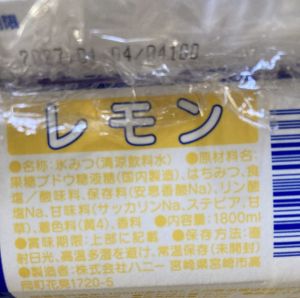 期限
2027.01.04/041GO
レモン
●名称:氷みつ(清涼飲料水) ●原材料名:
果糖ブドウ糖液糖(国内製造)、はちみつ、食
塩/酸味料、保存料(安息香酸Na)、リン酸
塩Na、甘味料(サッカリンNa、ステビア、甘
草)、着色料(黄4)、香料 ●内容量:1800ml
●賞味期限:上部に記載 ●保存方法:直
射日光、高温多湿を避け、常温保存(未開封)
●製造者:株式会社ハニー 宮崎県宮崎市高
岡町花見1720-5